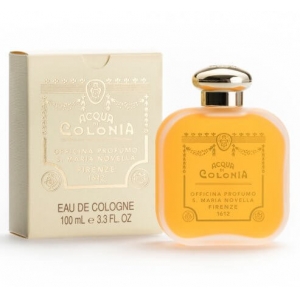 ACQUA
DI
COLONIA
EAU DE COLOGNE
100 mL e 3.3 FL. OZ
ACQUA
DI
COLONIA
OFFICINA PROFUMO
S. MARIA NOVELLA
FIRENZE
1612